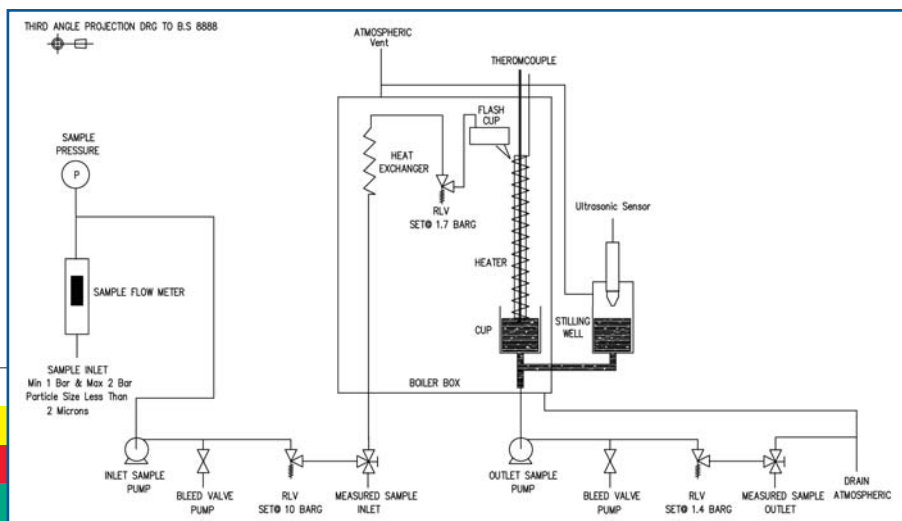 THIRD ANGLE PROJECTION DRG TO B.S 8888
ATMOSPHERIC
Vent
THEROMCOUPLE
FLASH
CUP
SAMPLE
PRESSURE
P
HEAT
EXCHANGER
RLV
SET@ 1.7 BARG
Ultrasonic Sensor
HEATER
SAMPLE FLOW METER
CUP
STILLING
WELL
SAMPLE INLET
Min 1 Bar & Max 2 Bar
Particle Size Less Than
2 Microns
BOILER BOX
INLET SAMPLE
PUMP
BLEED VALVE
PUMP
RLV
SET@ 10 BARG
MEASURED SAMPLE
INLET
OUTLET SAMPLE
PUMP
BLEED VALVE
PUMP
RLV
SET@ 1.4 BARG
MEASURED SAMPLE
OUTLET
DRAIN
ATMOSPHERIC